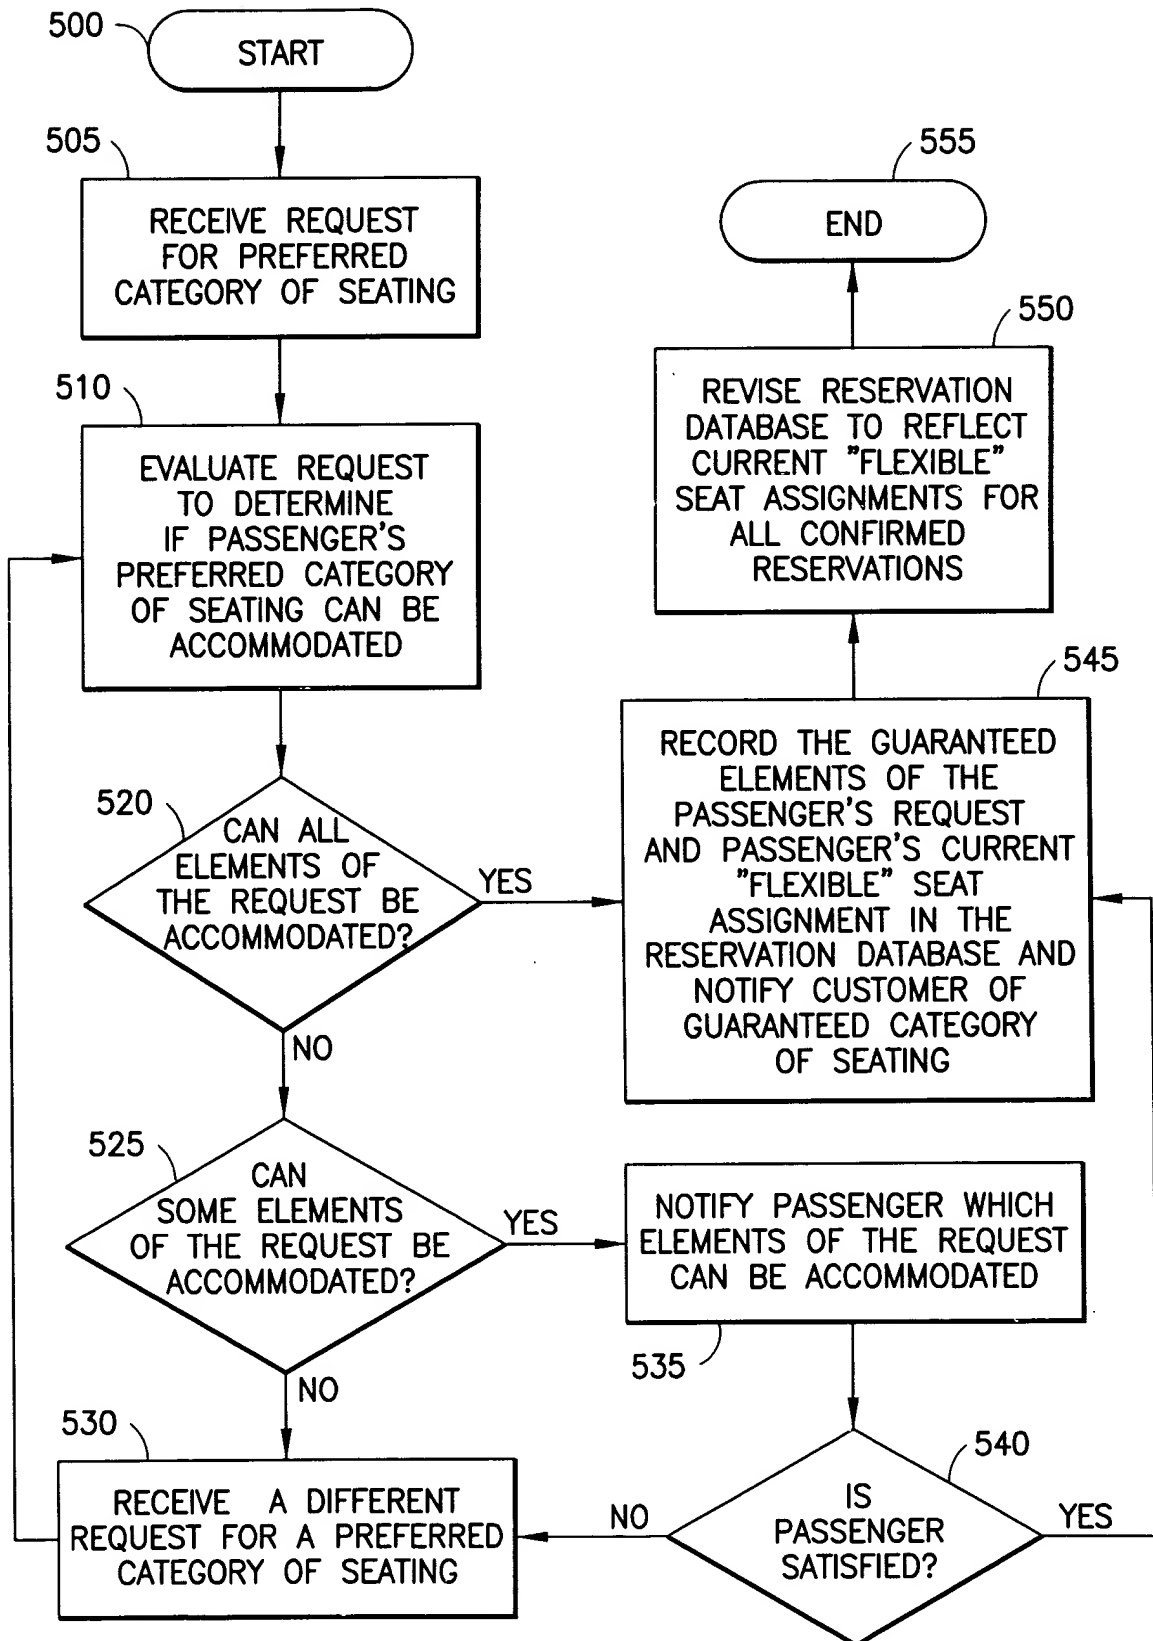 500
START
505
RECEIVE REQUEST
FOR PREFERRED
CATEGORY OF SEATING
510
EVALUATE REQUEST
TO DETERMINE
IF PASSENGER'S
PREFERRED CATEGORY
OF SEATING CAN BE
ACCOMMODATED
520
CAN ALL
ELEMENTS OF
THE REQUEST BE
ACCOMMODATED?
YES
NO
525
CAN
SOME ELEMENTS
OF THE REQUEST BE
ACCOMMODATED?
YES
NO
530
RECEIVE A DIFFERENT
REQUEST FOR A PREFERRED
CATEGORY OF SEATING
NOTIFY PASSENGER WHICH
ELEMENTS OF THE REQUEST
CAN BE ACCOMMODATED
535
540
IS
PASSENGER
SATISFIED?
NO
YES
545
RECORD THE GUARANTEED
ELEMENTS OF THE
PASSENGER'S REQUEST
AND PASSENGER'S CURRENT
"FLEXIBLE" SEAT
ASSIGNMENT IN THE
RESERVATION DATABASE AND
NOTIFY CUSTOMER OF
GUARANTEED CATEGORY
OF SEATING
550
REVISE RESERVATION
DATABASE TO REFLECT
CURRENT "FLEXIBLE"
SEAT ASSIGNMENTS FOR
ALL CONFIRMED
RESERVATIONS
555
END